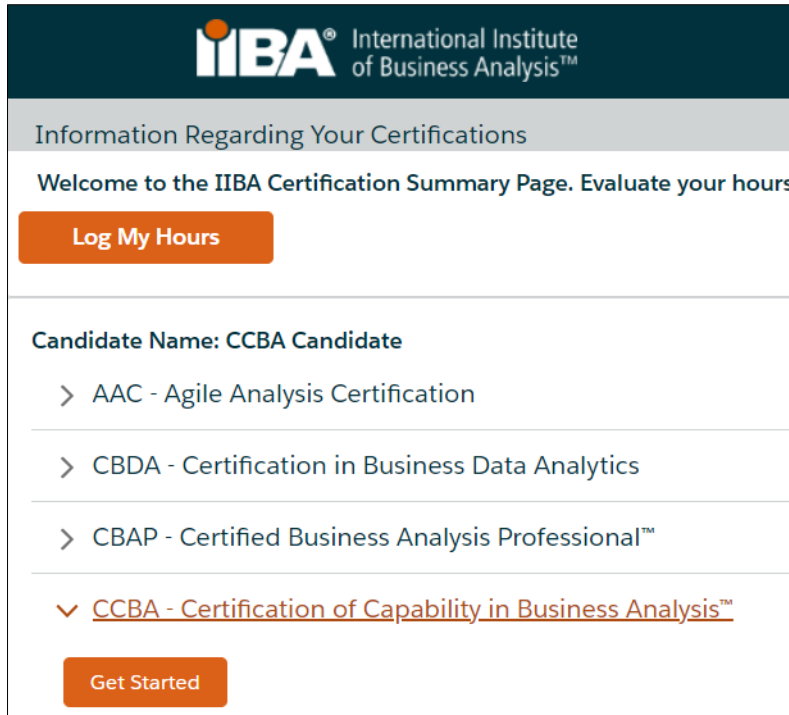 iiBA® International Institute
of Business Analysis™
Information Regarding Your Certifications
Welcome to the IIBA Certification Summary Page. Evaluate your hours
Log My Hours
Candidate Name: CCBA Candidate
AAC - Agile Analysis Certification
CBDA - Certification in Business Data Analytics
CBAP - Certified Business Analysis Professional™
CCBA - Certification of Capability in Business Analysis™
Get Started